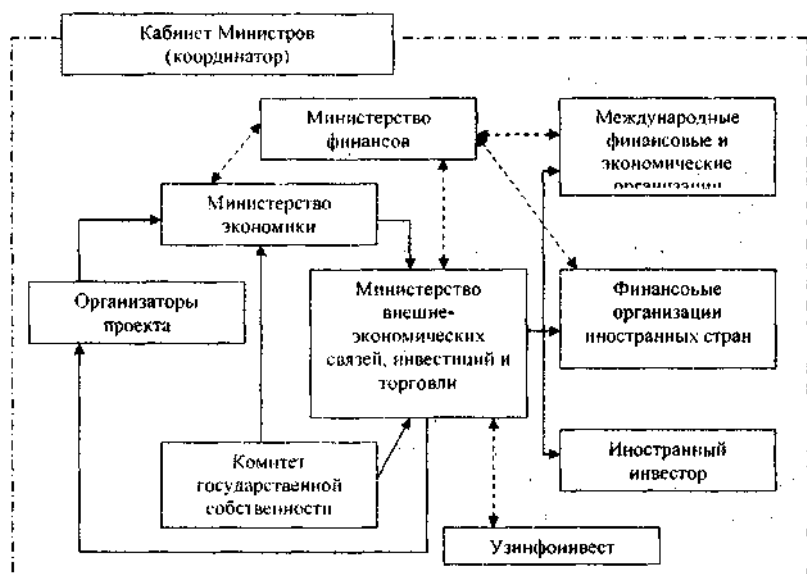 Кабинет Министров
(координатор)
Министерство
финансов
Международные
финансовые и
экономические
организации
Министерство
экономики
Организаторы
проекта
Министерство
внешне-
экономических
связей, инвестиций и
торговли
Финансовые
организации
иностранных стран
Комитет
государственной
собственности
Иностранный
инвестор
Узинфоинвест